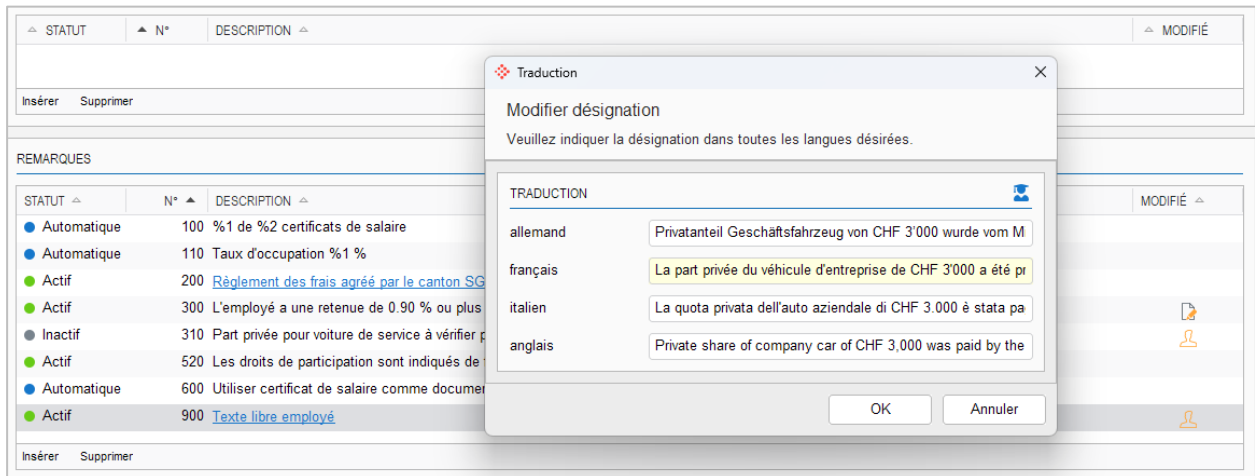 STATUT N° DESCRIPTION MODIFIÉ
Insérer Supprimer
REMARQUES
STATUT N° DESCRIPTION MODIFIÉ
Automatique 100 %1 de %2 certificats de salaire
Automatique 110 Taux d'occupation %1 %
Actif 200 Règlement des frais agréé par le canton SG
Actif 300 L'employé a une retenue de 0.90 % ou plus
Inactif 310 Part privée pour voiture de service à vérifier
Actif 520 Les droits de participation sont indiqués de
Automatique 600 Utiliser certificat de salaire comme
Actif 900 Texte libre employé
Insérer Supprimer
Traduction
Modifier désignation
Veuillez indiquer la désignation dans toutes les langues désirées.
TRADUCTION
allemand Privatanteil Geschäftsfahrzeug von CHF 3'000 wurde vom
français La part privée du véhicule d'entreprise de CHF 3'000 a été
italien La quota privata dell'auto aziendale di CHF 3.000 è stata
anglais Private share of company car of CHF 3,000 was paid by the
OK Annuler